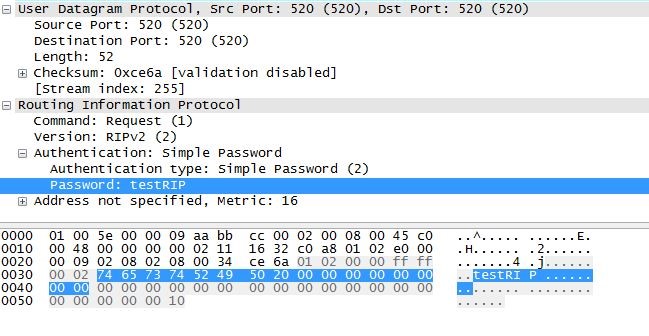 User Datagram Protocol, Src Port: 520 (520), Dst Port: 520 (520)
Source Port: 520 (520)
Destination Port: 520 (520)
Length: 52
Checksum: 0xce6a [validation disabled]
[Stream index: 255]
Routing Information Protocol
Command: Request (1)
Version: RIPv2 (2)
Authentication: Simple Password
Authentication type: Simple Password (2)
Password: testRIP
Address not specified, Metric: 16
0000 01 00 5e 00 00 09 aa bb cc 00 02 00 08 00 45 c0 ..^..... ......E.
0010 00 48 00 00 00 00 02 11 16 32 c0 a8 01 02 e0 00 .H...... .2......
0020 00 09 02 08 02 08 00 34 ce 6a 01 02 00 00 ff ff .......4 .j......
0030 00 02 74 65 73 74 52 49 50 20 00 00 00 00 00 00 ..testRI P ......
0040 00 00 00 00 00 00 00 00 00 00 00 00 00 00 00 00 ........ ........
0050 00 00 00 00 00 10 ......